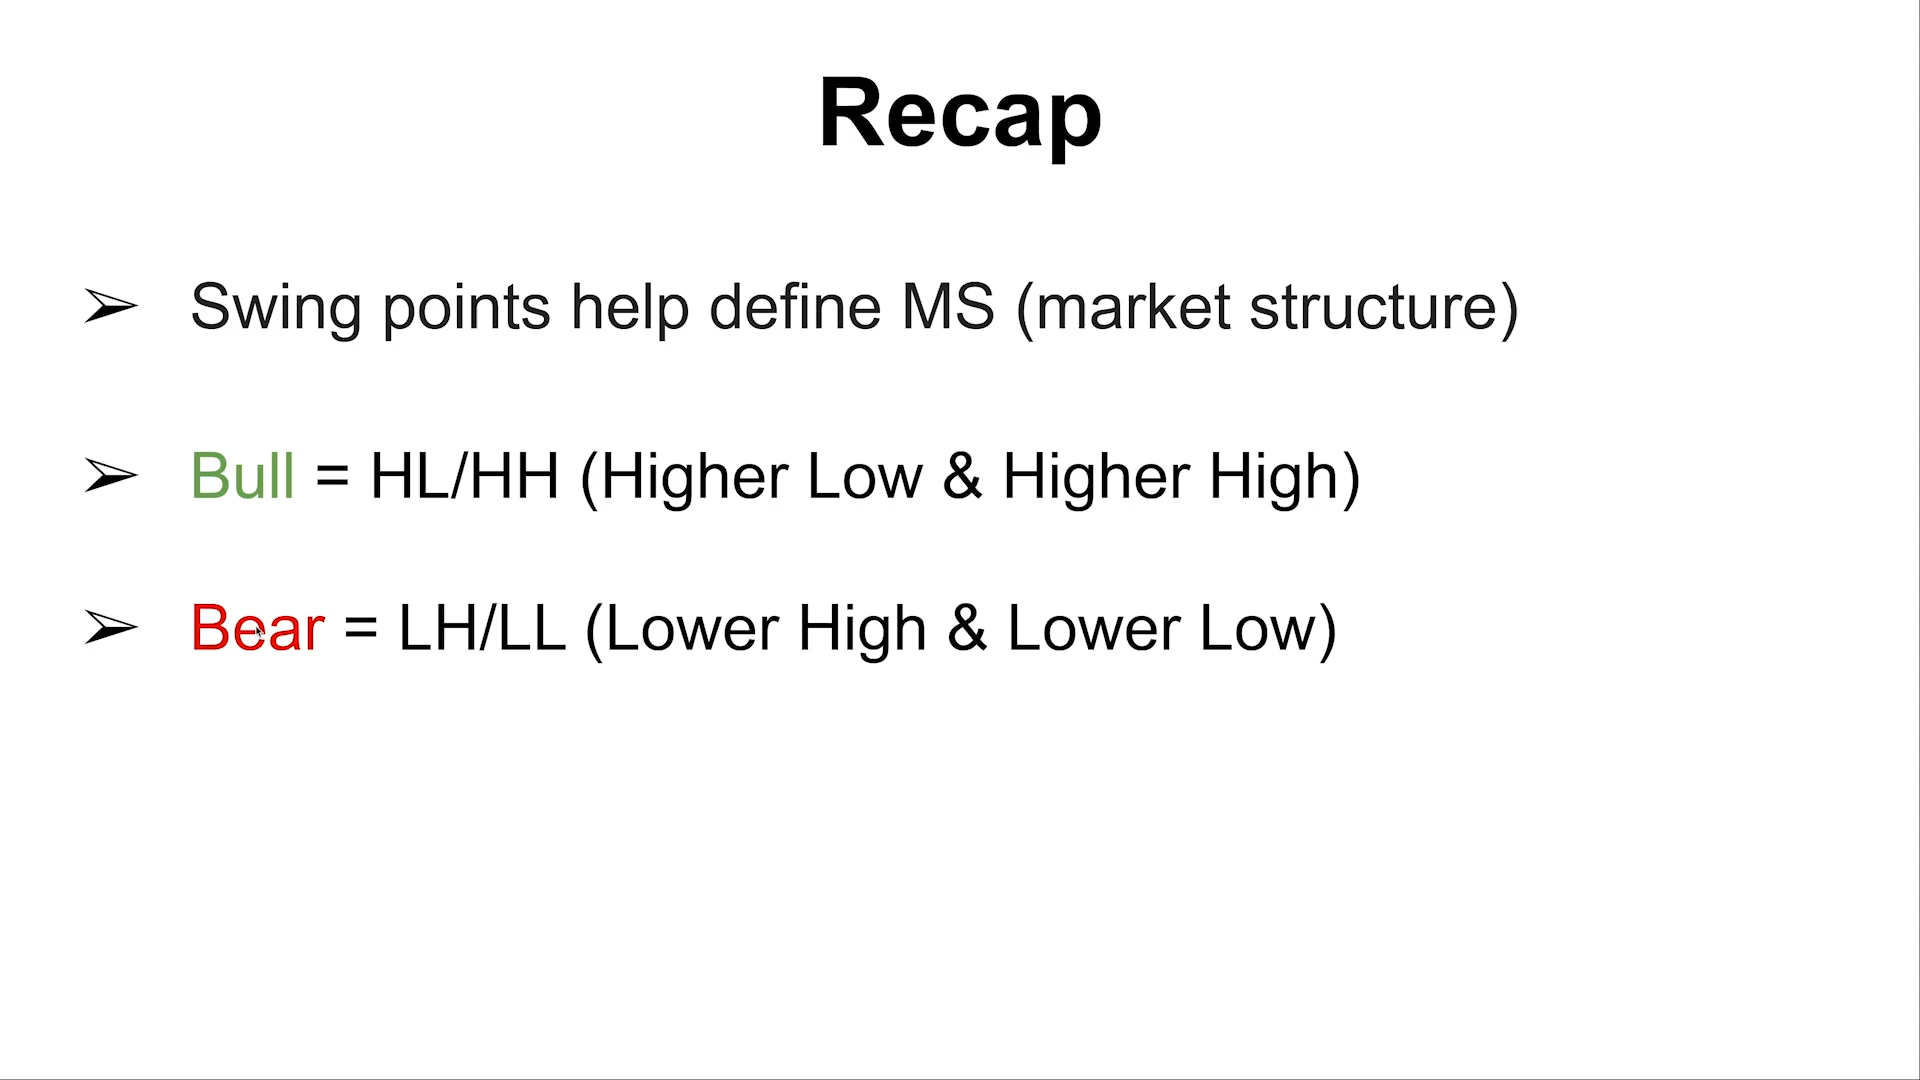 Recap
➢ Swing points help define MS (market structure)
➢ Bull = HL/HH (Higher Low & Higher High)
➢ Bear = LH/LL (Lower High & Lower Low)